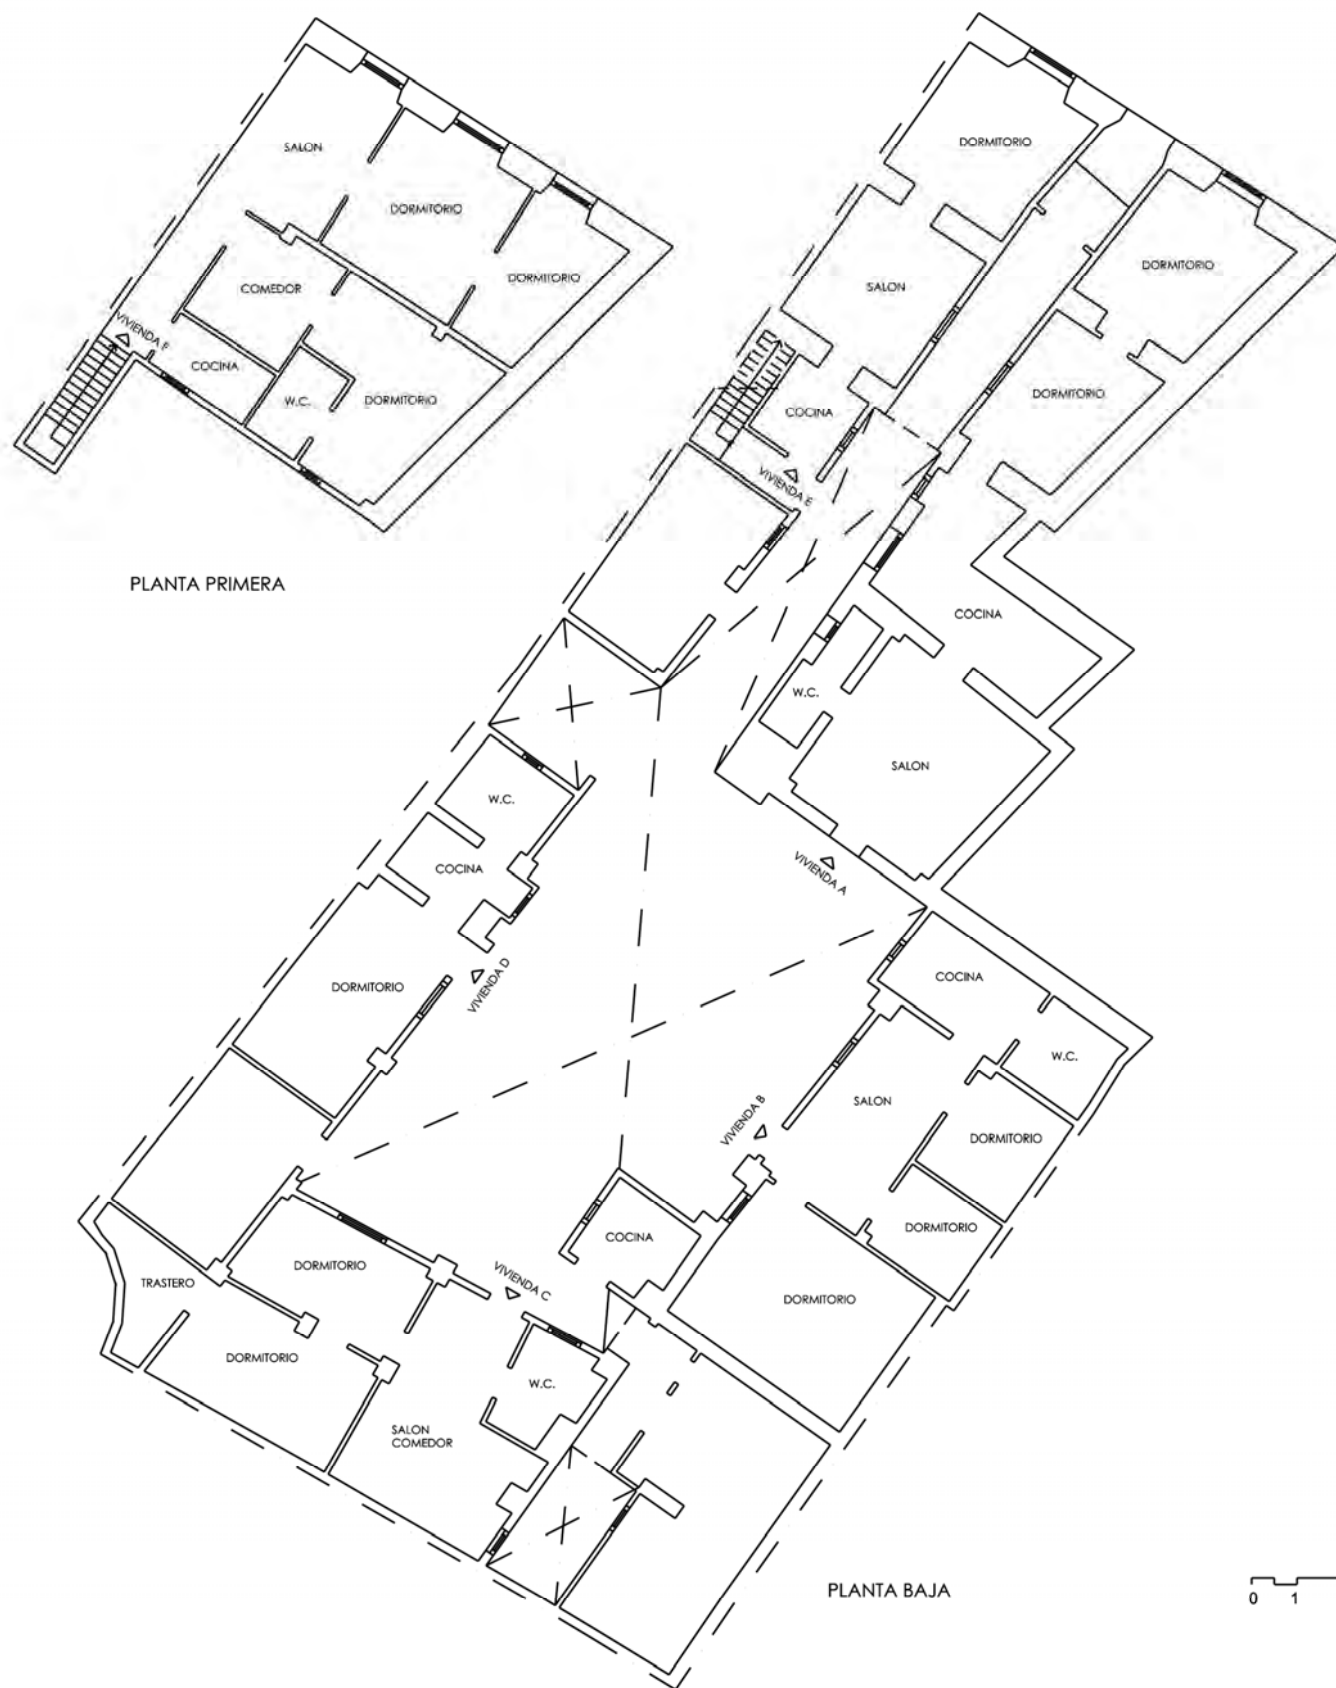 SALON
DORMITORIO
DORMITORIO
COMEDOR
VIVIENDA F
COCINA
W.C.
DORMITORIO
PLANTA PRIMERA
DORMITORIO
DORMITORIO
SALON
DORMITORIO
COCINA
VIVIENDA E
COCINA
W.C.
SALON
W.C.
COCINA
VIVIENDA A
DORMITORIO
VIVIENDA D
COCINA
W.C.
SALON
VIVIENDA B
DORMITORIO
DORMITORIO
COCINA
DORMITORIO
VIVIENDA C
TRASTERO
DORMITORIO
DORMITORIO
W.C.
SALON
COMEDOR
PLANTA BAJA
0 1